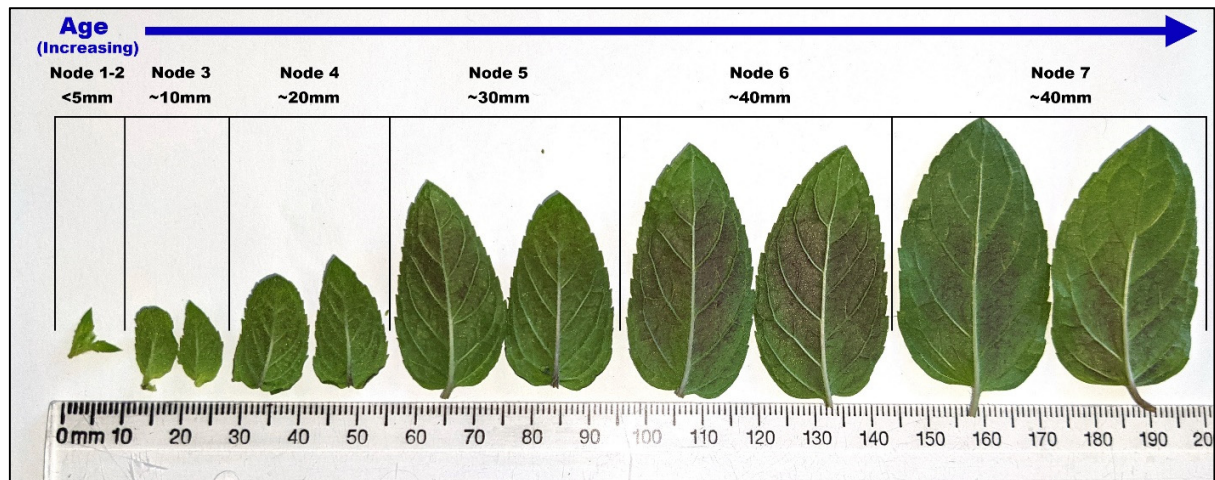 Age
(Increasing)
Node 1-2 Node 3 Node 4 Node 5 Node 6 Node 7
<5mm ~10mm ~20mm ~30mm ~40mm ~40mm
0mm 10 20 30 40 50 60 70 80 90 100 110 120 130 140 150 160 170 180 190 20